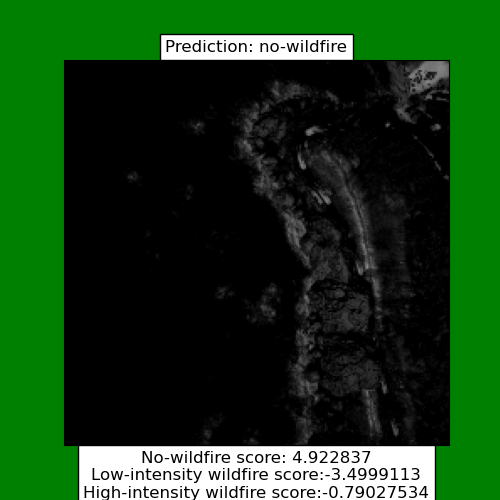 Prediction: no-wildfire
No-wildfire score: 4.922837
Low-intensity wildfire score:-3.4999113
High-intensity wildfire score:-0.79027534